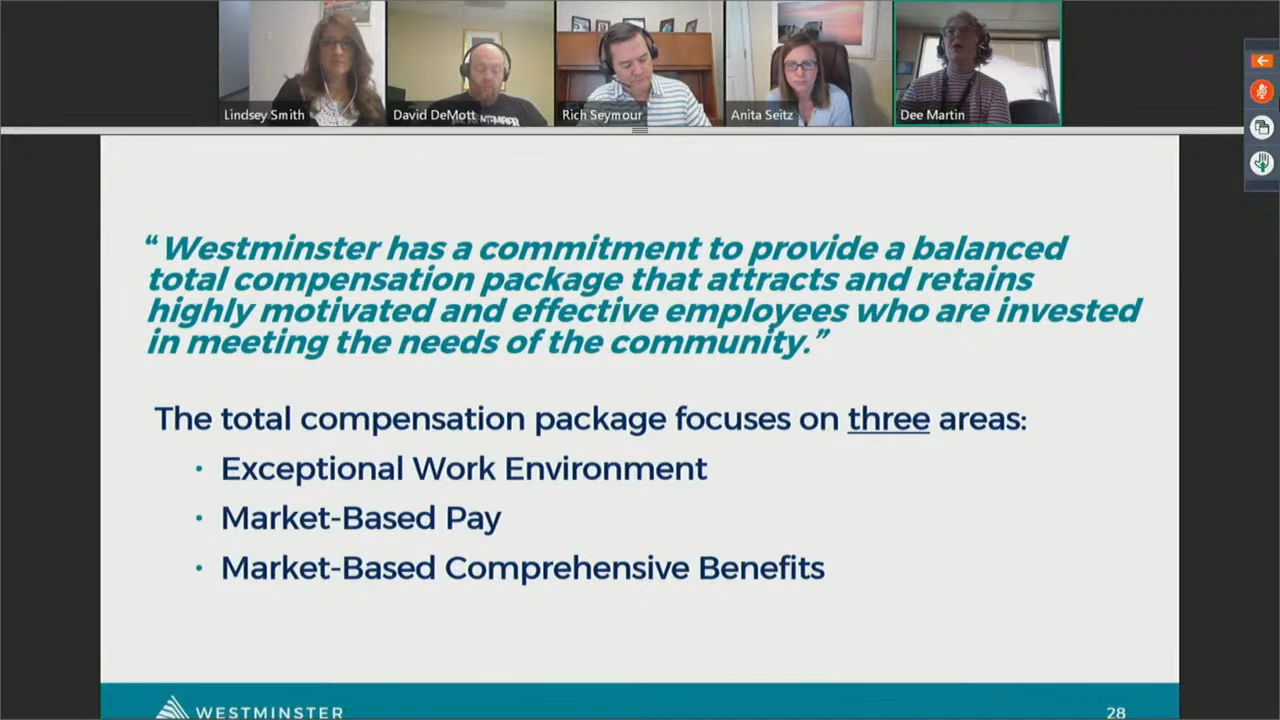 Lindsey Smith
David DeMott
Rich Seymour
Anita Seitz
Dee Martin
“Westminster has a commitment to provide a balanced
total compensation package that attracts and retains
highly motivated and effective employees who are invested
in meeting the needs of the community.”
The total compensation package focuses on three areas:
· Exceptional Work Environment
· Market-Based Pay
· Market-Based Comprehensive Benefits
WESTMINSTER
28